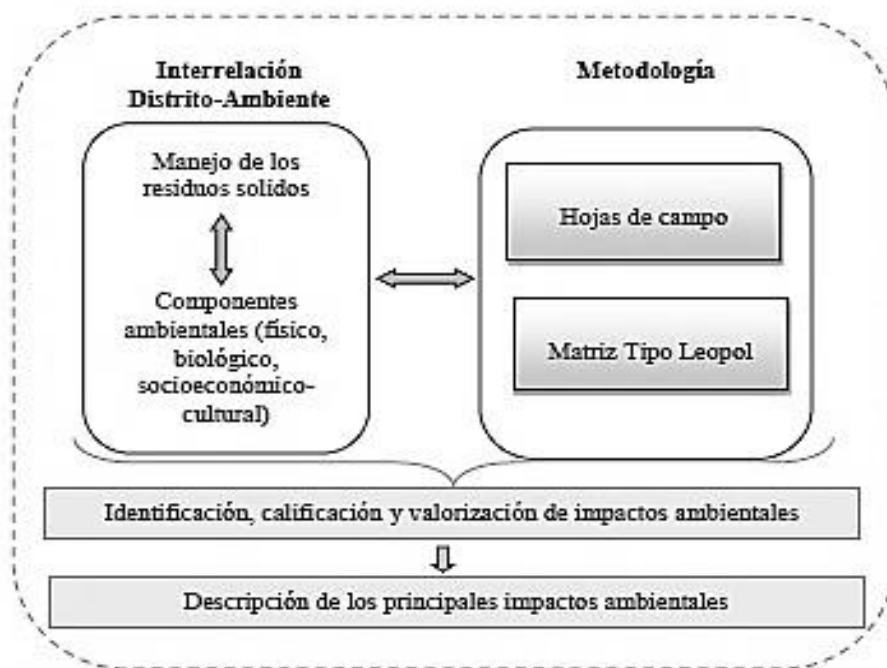 Interrelación
Distrito-Ambiente
Manejo de los
residuos solidos
Componentes
ambientales (físico,
biológico,
socioeconómico-
cultural)
Metodología
Hojas de campo
Matriz Tipo Leopol
Identificación, calificación y valorización de impactos ambientales
Descripción de los principales impactos ambientales